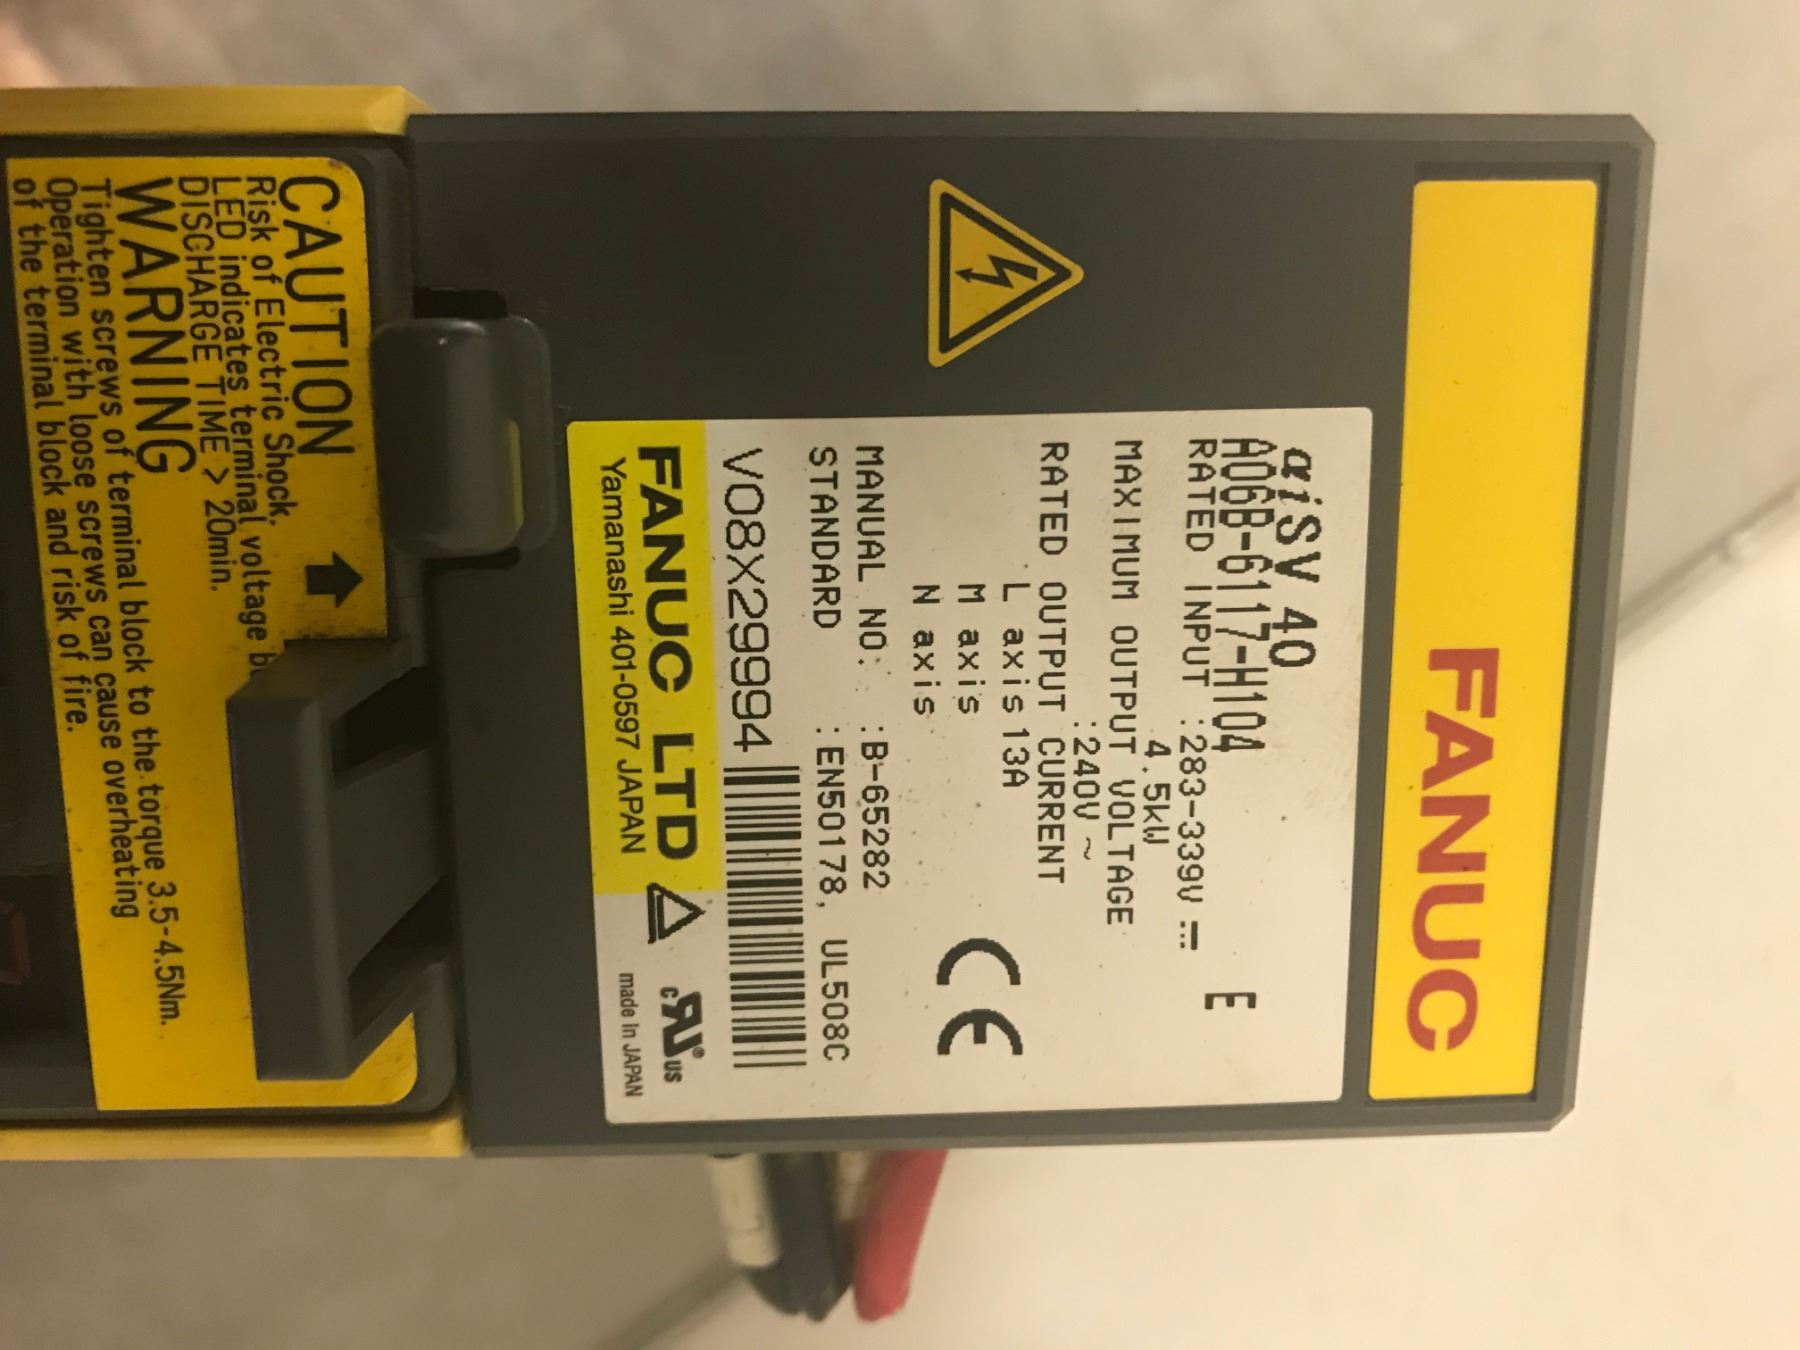 FANUC
αiSV 40
A06B-6117-H104 E
RATED INPUT :283-339V ⎓
4.5kW
MAXIMUM OUTPUT VOLTAGE
:240V ~
RATED OUTPUT CURRENT
L axis 13A
M axis
N axis
CE
MANUAL NO. :B-65282
STANDARD :EN50178, UL508C
V08X29994
FANUC LTD
Yamanashi 401-0597 JAPAN
c RU ® US
made in JAPAN
CAUTION
Risk of Electric Shock.
LED indicates terminal voltage
DISCHARGE TIME > 20min.
WARNING
Tighten screws of terminal block to the torque 3.5-4.5Nm.
Operation with loose screws can cause overheating
of the terminal block and risk of fire.